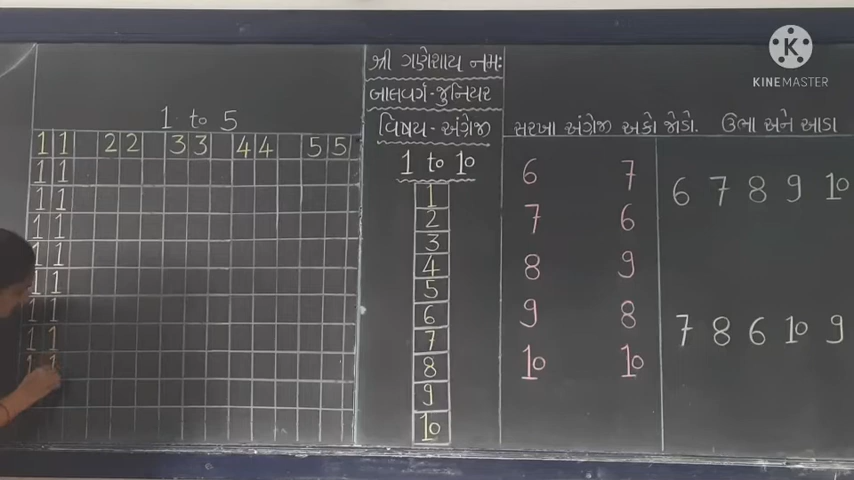 KINEMASTER
1 to 5
1 1 2 2 3 3 4 4 5 5
1 1
1 1
1 1
1 1
1 1
1 1
1 1
1 1
શ્રી ગણેશાય નમઃ
બાલવર્ગ-જુનિયર
વિષય - અંગ્રેજી
1 to 10
1
2
3
4
5
6
7
8
9
10
સરખા અંગ્રેજી અંકો જોડો.
6 7
7 6
8 9
9 8
10 10
ઉભા અને આડા
6 7 8 9 10
7 8 6 10 9